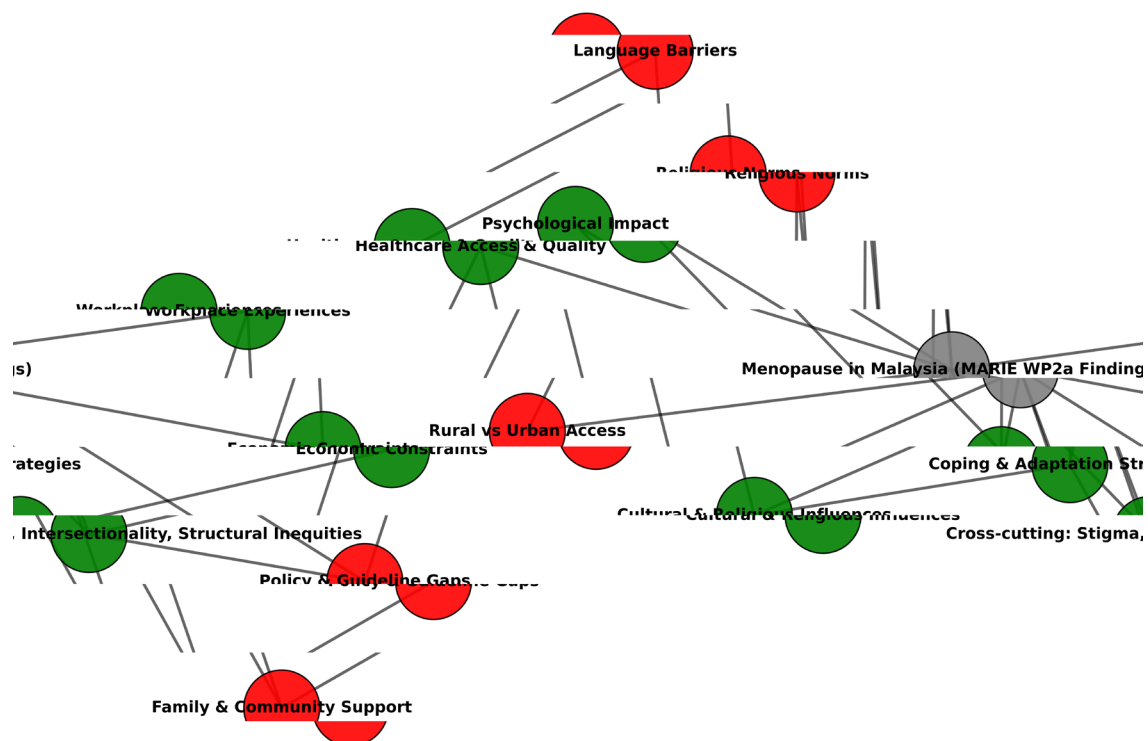 Language Barriers
Religious Norms
Psychological Impact
Healthcare Access & Quality
Workplace Experiences
Menopause in Malaysia (MARIE WP2a Finding
gs)
Rural vs Urban Access
Economic Constraints
Coping & Adaptation Str
rategies
Cultural & Religious Influences
Cross-cutting: Stigma,
, Intersectionality, Structural Inequities
Policy & Guideline Gaps
Family & Community Support